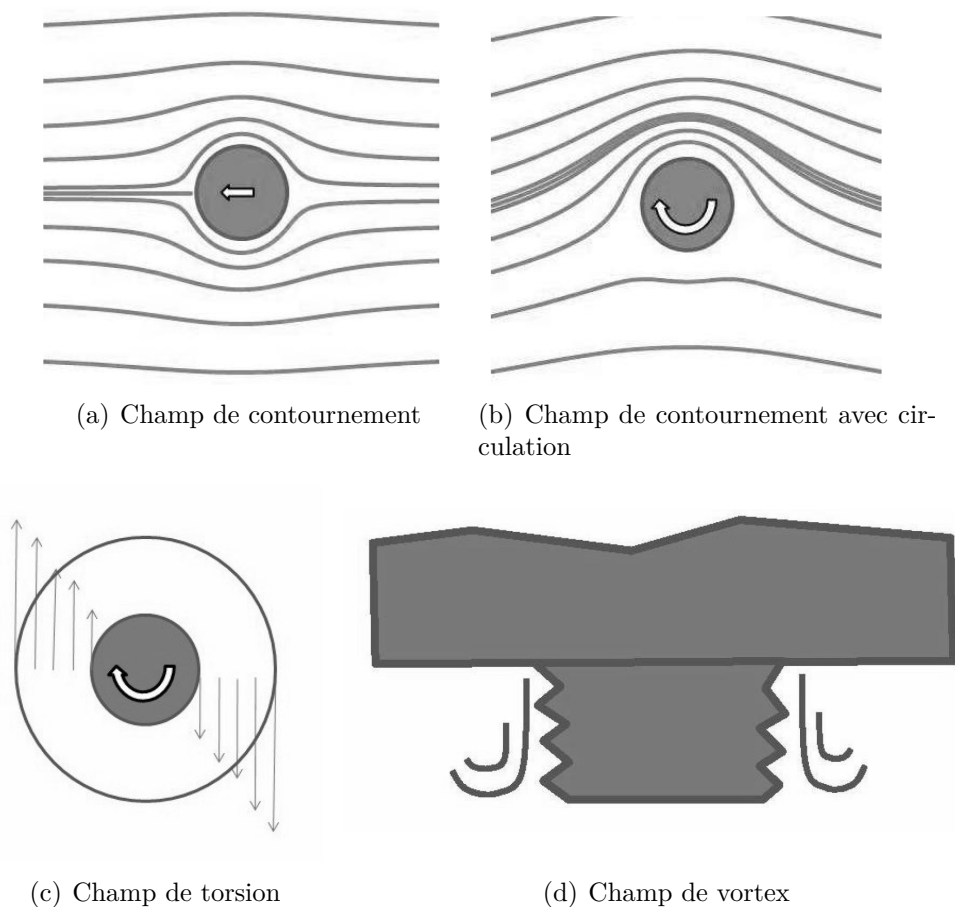 (a) Champ de contournement
(b) Champ de contournement avec cir-
culation
(c) Champ de torsion
(d) Champ de vortex